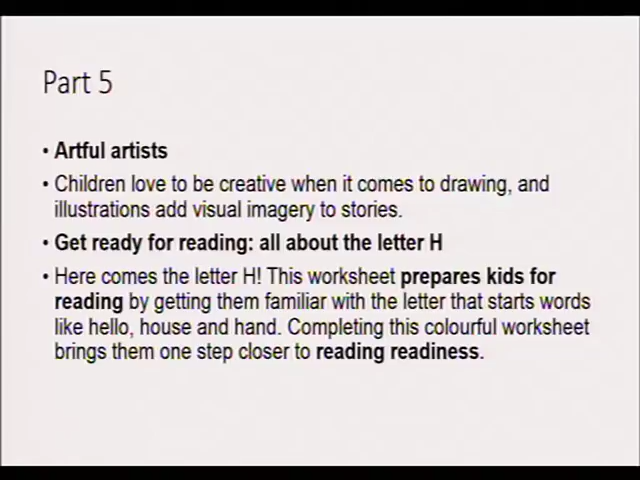 Part 5
• Artful artists
• Children love to be creative when it comes to drawing, and
illustrations add visual imagery to stories.
• Get ready for reading: all about the letter H
• Here comes the letter H! This worksheet prepares kids for
reading by getting them familiar with the letter that starts words
like hello, house and hand. Completing this colourful worksheet
brings them one step closer to reading readiness.